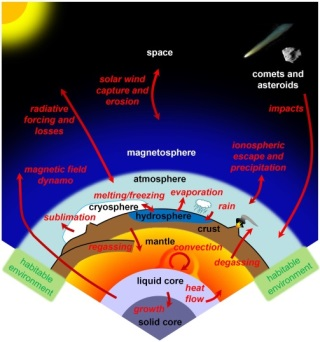 space
solar wind
capture and
erosion
comets and
asteroids
radiative
forcing and
losses
impacts
magnetosphere
ionospheric
escape and
precipitation
magnetic field
dynamo
atmosphere
melting/freezing
evaporation
cryosphere
rain
sublimation
hydrosphere
crust
regassing
mantle
convection
degassing
habitable
environment
habitable
environment
liquid core
heat
flow
growth
solid core